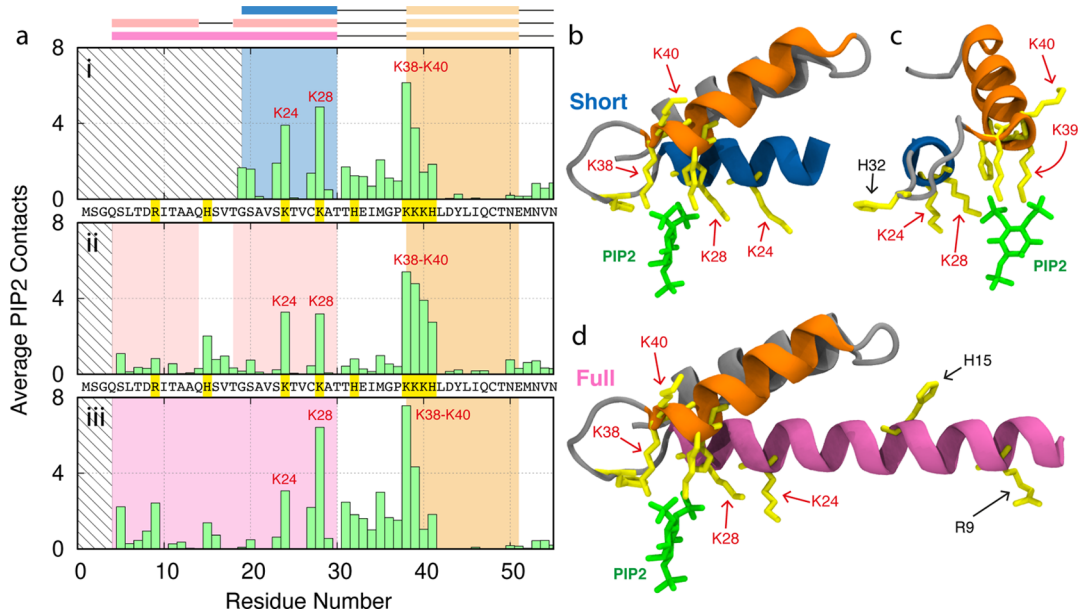 a
Average PIP2 Contacts
8
i
K38-K40
K28
K24
4
0
MSGQSLTDRITAAQHSVTGSAVSKTVCKATTHEIMGPKKKHLDYLIQCTNEMNVN
8
ii
K38-K40
K24
K28
4
0
MSGQSLTDRITAAQHSVTGSAVSKTVCKATTHEIMGPKKKHLDYLIQCTNEMNVN
8
iii
K28
K38-K40
K24
4
0
0
10
20
30
40
50
Residue Number
b
K40
Short
K38
PIP2
K28
K24
c
K40
K39
H32
K24
K28
PIP2
d
K40
Full
K38
H15
K24
R9
K28
PIP2